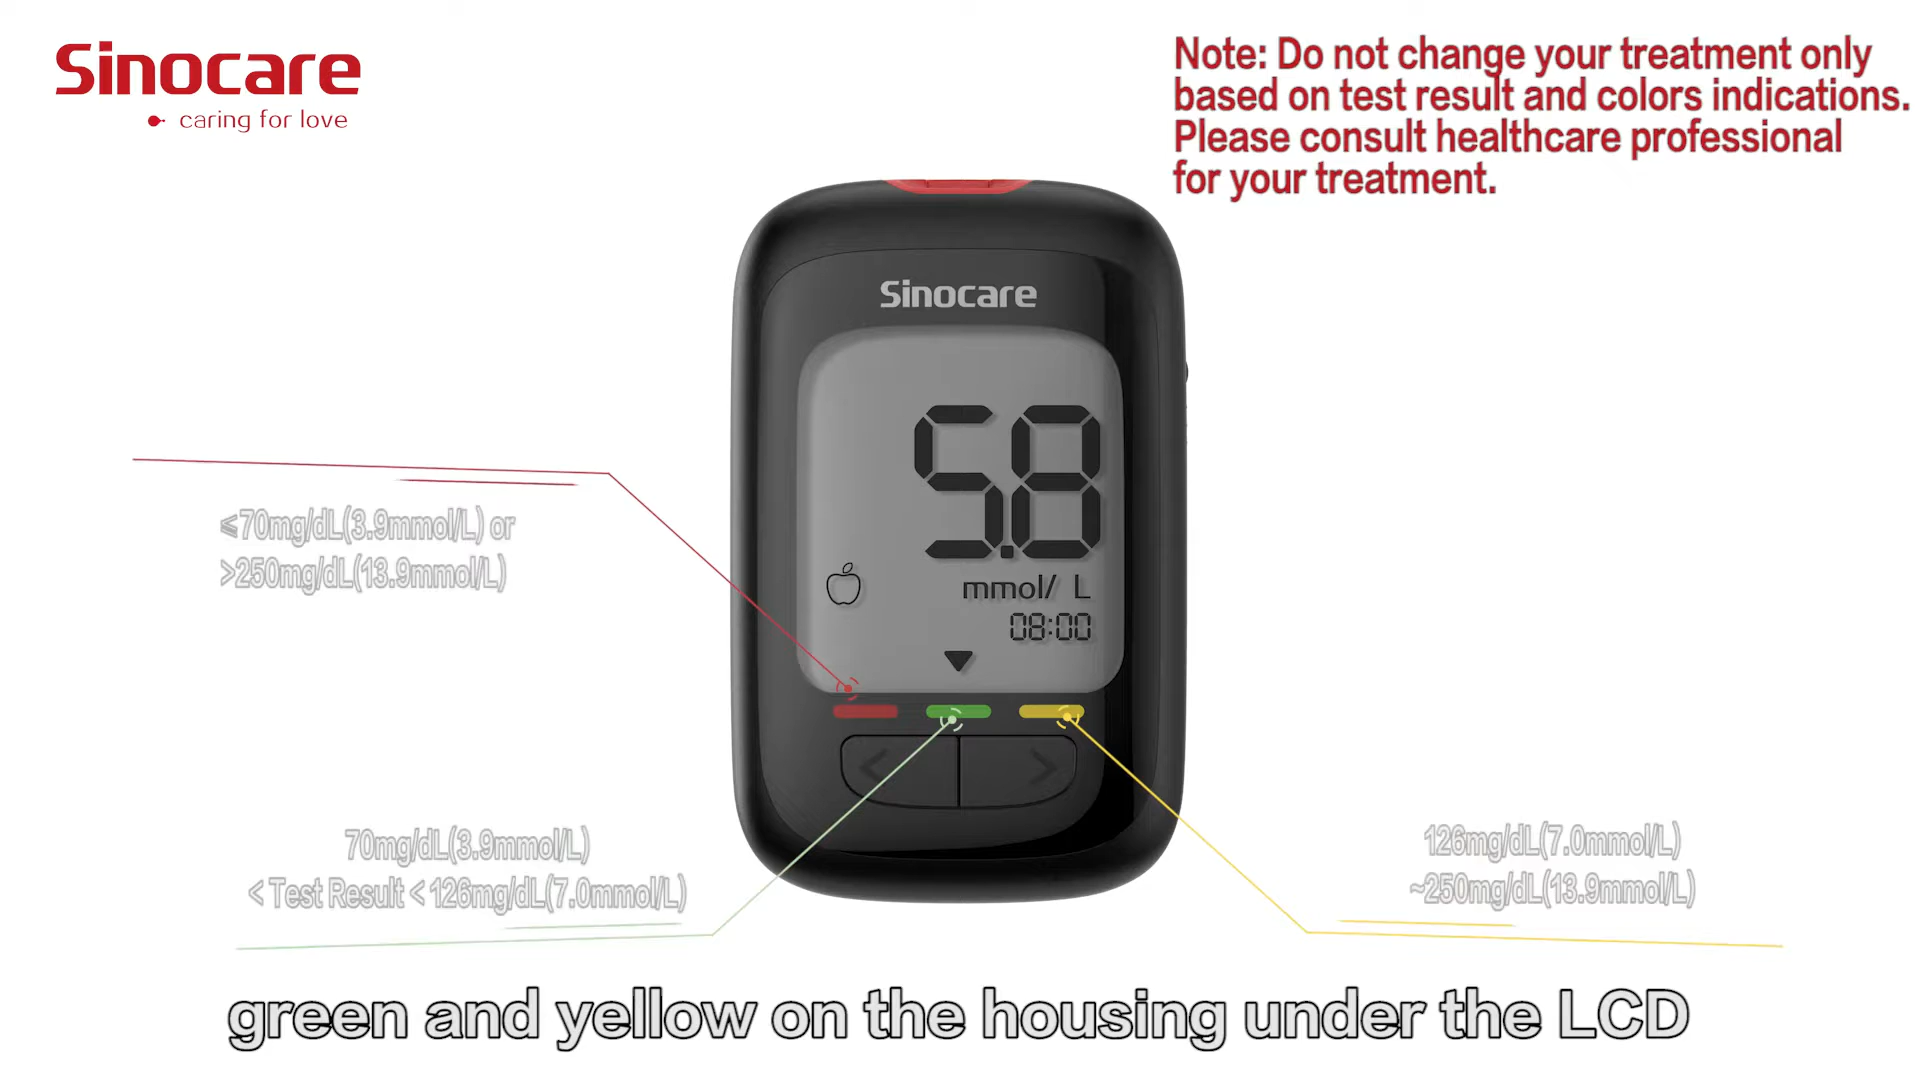 Sinocare
caring for love
Note: Do not change your treatment only
based on test result and colors indications.
Please consult healthcare professional
for your treatment.
Sinocare
5.8
mmol/ L
08:00
≤70mg/dL(3.9mmol/L) or
>250mg/dL(13.9mmol/L)
70mg/dL(3.9mmol/L)
< Test Result < 126mg/dL(7.0mmol/L)
126mg/dL(7.0mmol/L)
~250mg/dL(13.9mmol/L)
green and yellow on the housing under the LCD